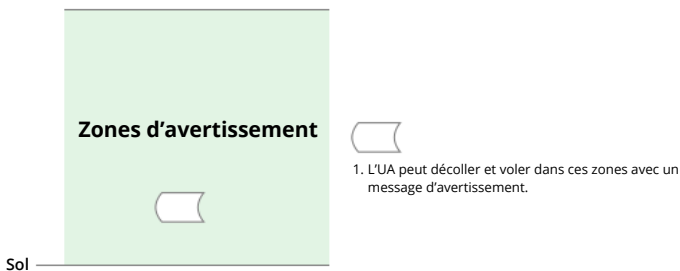 Zones d’avertissement
1. L’UA peut décoller et voler dans ces zones avec un
message d’avertissement.
Sol